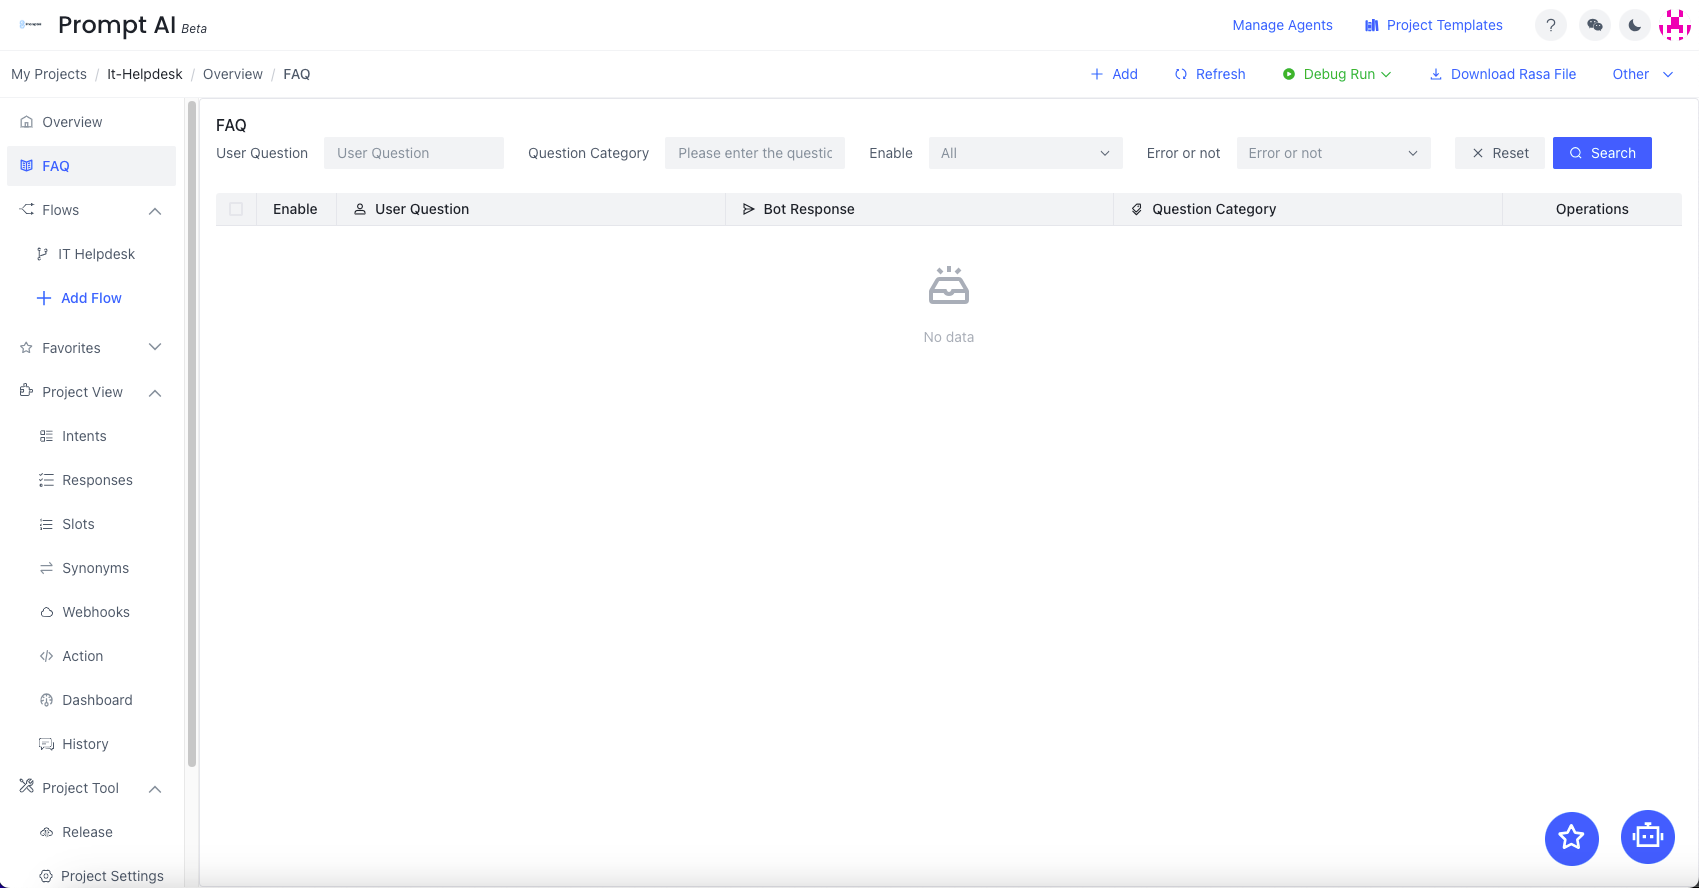 Prompt AI Beta
Manage Agents
Project Templates
?
My Projects / It-Helpdesk / Overview / FAQ
Add
Refresh
Debug Run
Download Rasa File
Other
Overview
FAQ
Flows
IT Helpdesk
Add Flow
Favorites
Project View
Intents
Responses
Slots
Synonyms
Webhooks
Action
Dashboard
History
Project Tool
Release
Project Settings
FAQ
User Question User Question Question Category Please enter the questic Enable All Error or not Error or not Reset Search
Enable User Question Bot Response Question Category Operations
No data